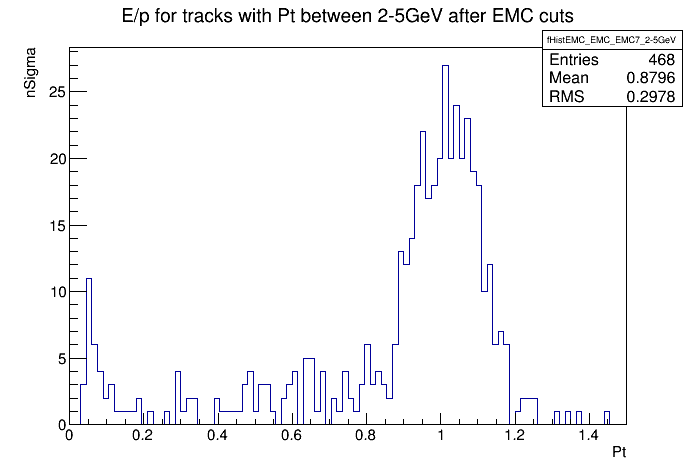 E/p for tracks with Pt between 2-5GeV after EMC cuts
fHistEMC_EMC_EMC7_2-5GeV
Entries 468
Mean 0.8796
RMS 0.2978
nSigma
25
20
15
10
5
0
0 0.2 0.4 0.6 0.8 1 1.2 1.4
Pt